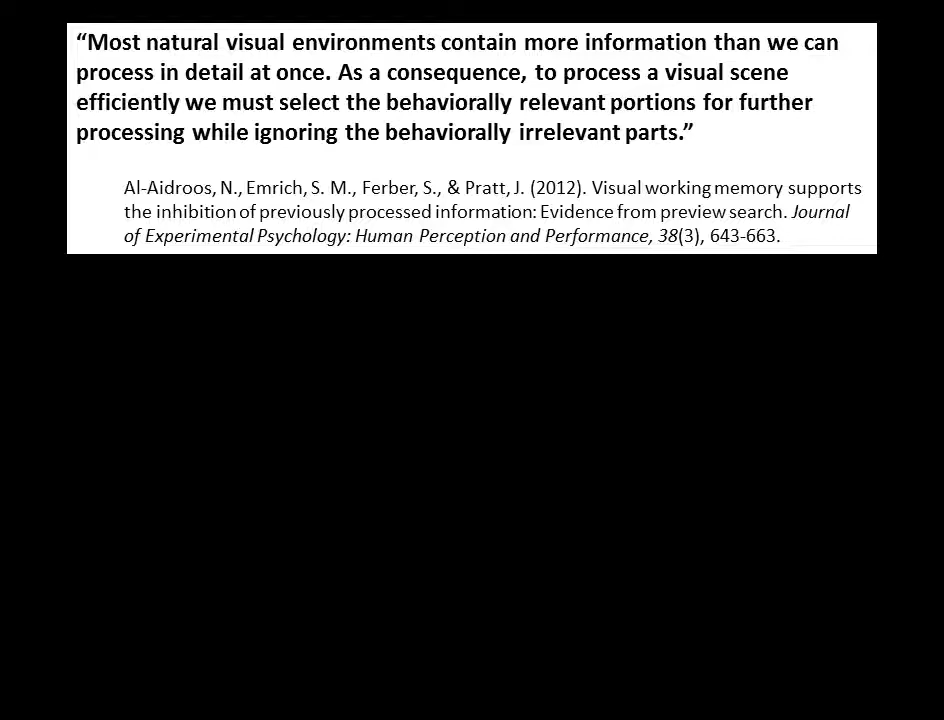 “Most natural visual environments contain more information than we can
process in detail at once. As a consequence, to process a visual scene
efficiently we must select the behaviorally relevant portions for further
processing while ignoring the behaviorally irrelevant parts.”
Al-Aidroos, N., Emrich, S. M., Ferber, S., & Pratt, J. (2012). Visual working memory supports
the inhibition of previously processed information: Evidence from preview search. Journal
of Experimental Psychology: Human Perception and Performance, 38(3), 643-663.